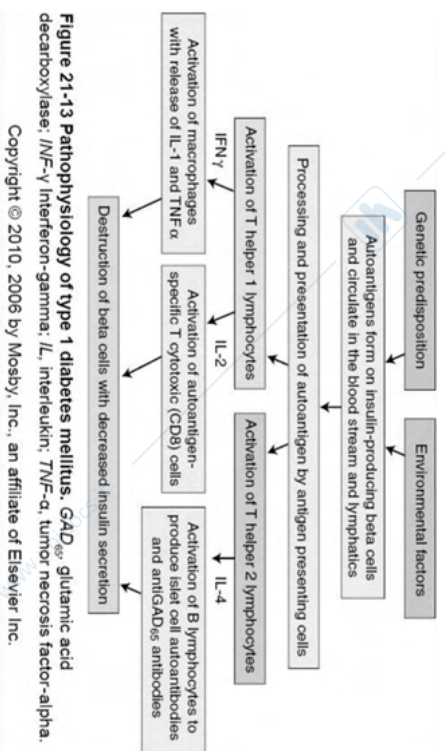 Genetic predisposition
Environmental factors
Autoantigens form on insulin-producing beta cells
and circulate in the blood stream and lymphatics
Processing and presentation of autoantigen by antigen presenting cells
Activation of T helper 1 lymphocytes
Activation of T helper 2 lymphocytes
IFNγ
IL-2
IL-4
Activation of macrophages
with release of IL-1 and TNFα
Activation of autoantigen-
specific T cytotoxic (CD8) cells
Activation of B lymphocytes to
produce islet cell autoantibodies
and antiGAD₆₅ antibodies
Destruction of beta cells with decreased insulin secretion
Figure 21-13 Pathophysiology of type 1 diabetes mellitus. GAD₆₅, glutamic acid
decarboxylase; INF-γ Interferon-gamma; IL, interleukin; TNF-α, tumor necrosis factor-alpha.
Copyright © 2010, 2006 by Mosby, Inc., an affiliate of Elsevier Inc.